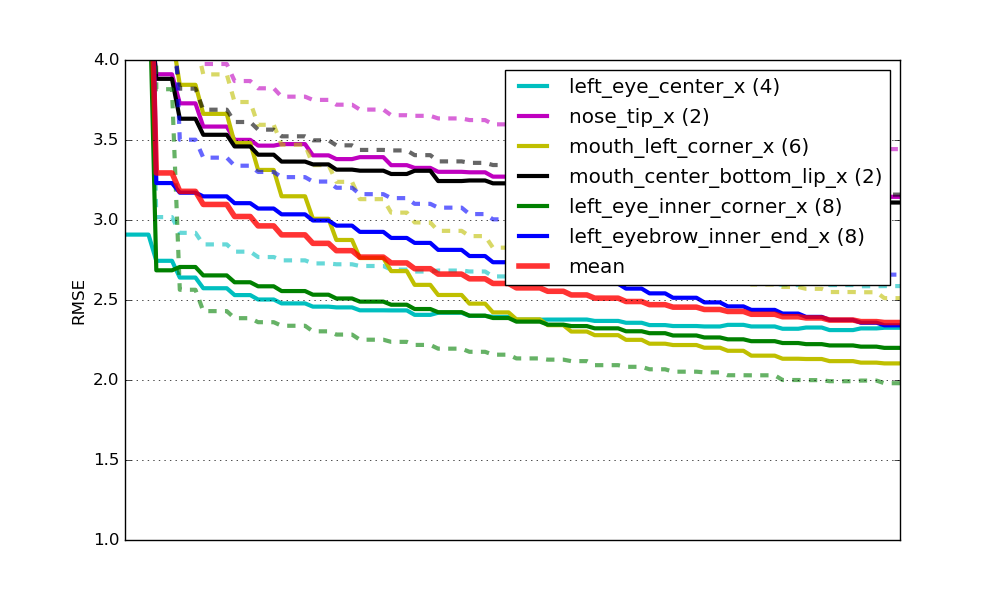 4.0
3.5
3.0
2.5
2.0
1.5
1.0
RMSE
left_eye_center_x (4)
nose_tip_x (2)
mouth_left_corner_x (6)
mouth_center_bottom_lip_x (2)
left_eye_inner_corner_x (8)
left_eyebrow_inner_end_x (8)
mean